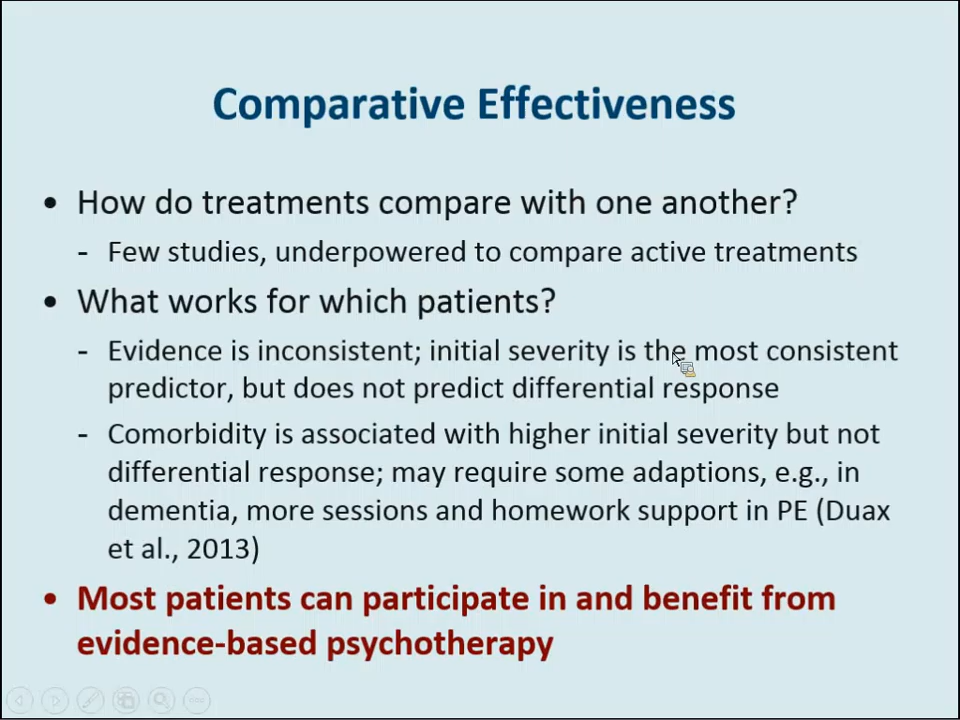 Comparative Effectiveness
• How do treatments compare with one another?
- Few studies, underpowered to compare active treatments
• What works for which patients?
- Evidence is inconsistent; initial severity is the most consistent
predictor, but does not predict differential response
- Comorbidity is associated with higher initial severity but not
differential response; may require some adaptions, e.g., in
dementia, more sessions and homework support in PE (Duax
et al., 2013)
• Most patients can participate in and benefit from
evidence-based psychotherapy